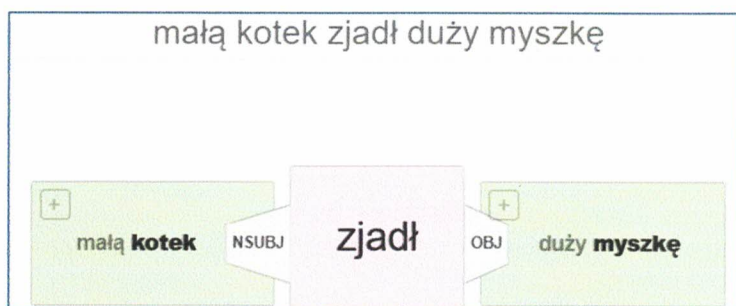 małą kotek zjadł duży myszkę
+ +
małą kotek NSUBJ zjadł OBJ duży myszkę